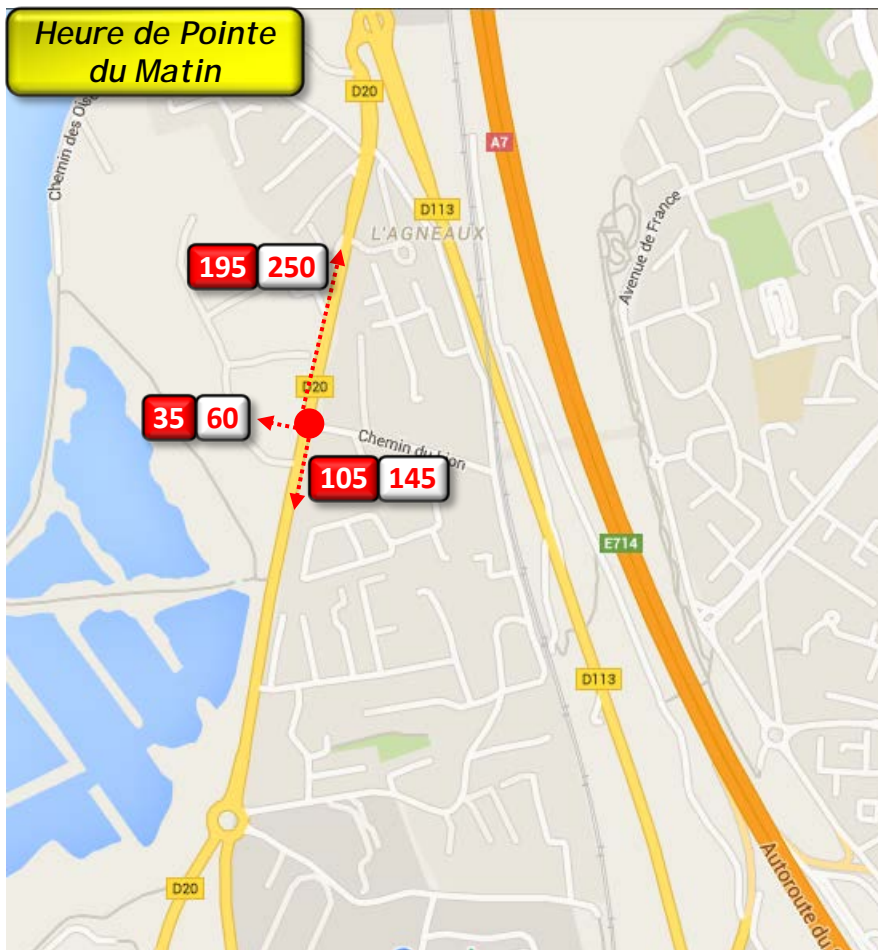 Heure de Pointe
du Matin
D20
Chemin des Ois
A7
D113
L'AGNEAUX
Avenue de France
195 250
D20
35 60
Chemin du Lion
105 145
E714
D113
D20
Autoroute du